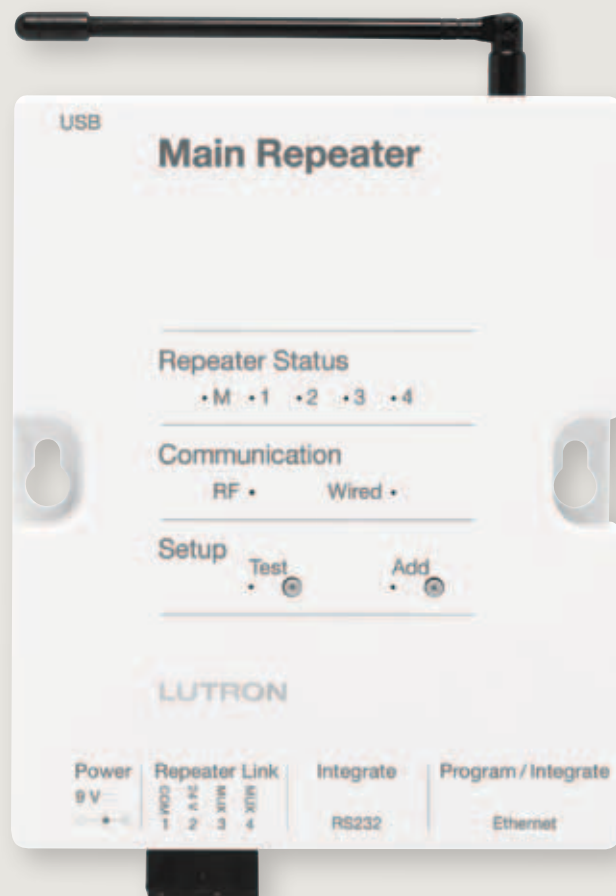 USB
Main Repeater
Repeater Status
M 1 2 3 4
Communication
RF Wired
Setup
Test Add
LUTRON
Power Repeater Link Integrate Program / Integrate
9 V COM 24 V MUX MUX
1 2 3 4 RS232 Ethernet